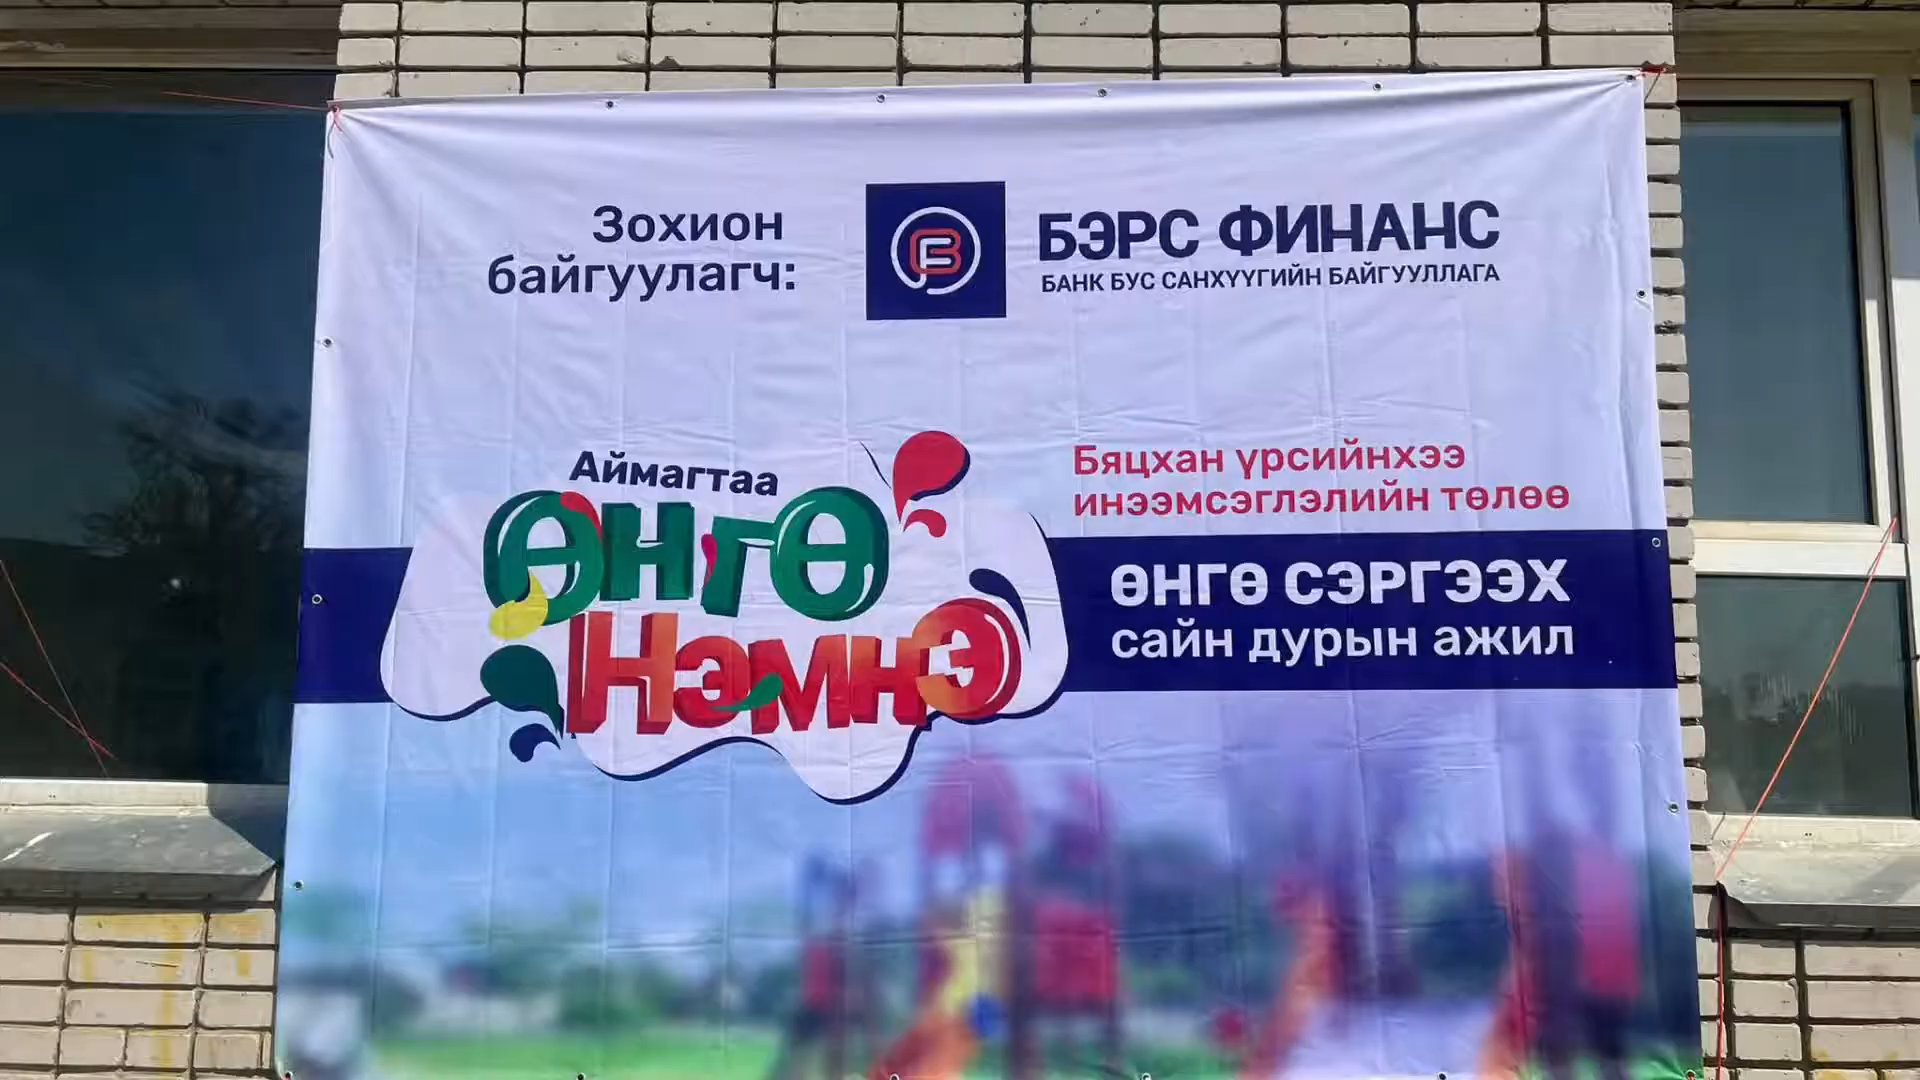 Зохион
байгуулагч:
БЭРС ФИНАНС
БАНК БУС САНХҮҮГИЙН БАЙГУУЛЛАГА
Аймагтаа
Өнгө
Нэмнэ
Бяцхан үрсийнхээ
инээмсэглэлийн төлөө
ӨНГӨ СЭРГЭЭХ
сайн дурын ажил